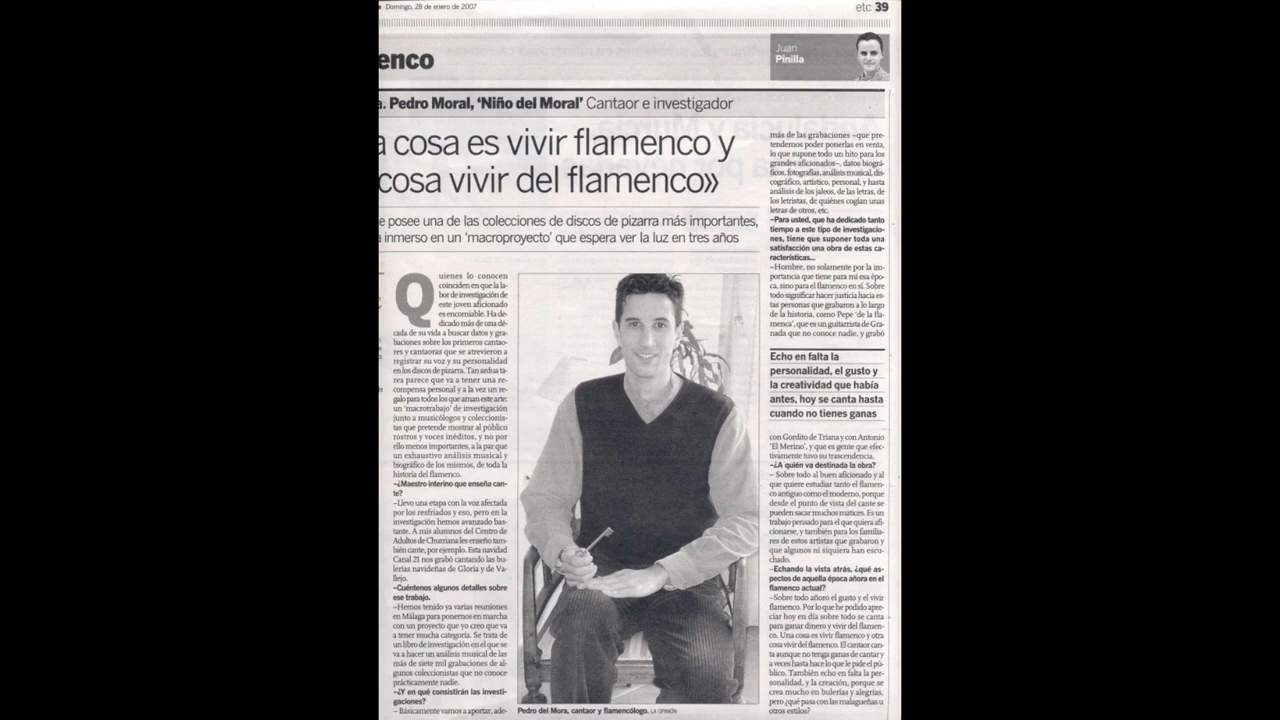 Domingo, 28 de enero de 2007
etc 39
enco
Juan
Pinilla
a. Pedro Moral, ‘Niño del Moral’ Cantaor e investigador
a cosa es vivir flamenco y
cosa vivir del flamenco»
e posee una de las colecciones de discos de pizarra más importantes,
a inmerso en un ‘macroproyecto’ que espera ver la luz en tres años
Quienes lo conocen
coinciden en que la la-
bor de investigación de
este joven aficionado
es encomiable. Ha de-
dicado más de una dé-
cada de su vida a buscar datos y gra-
baciones sobre los primeros cantao-
res y cantaoras que se atrevieron a
registrar su voz y su personalidad
en los discos de pizarra. Tan ardua ta-
rea parece que va a tener una re-
compensa personal y a la vez un re-
galo para todos los que aman este arte:
un ‘macrotrabajo’ de investigación
junto a musicólogos y coleccionis-
tas que pretende mostrar al público
rostros y voces inéditos, y no por
ello menos importantes, a la par que
un exhaustivo análisis musical y
biográfico de los mismos, de toda la
historia del flamenco.
–¿Maestro interino que enseña can-
te?
–Llevo una etapa con la voz afectada
por los resfriados y eso, pero en la
investigación hemos avanzado bas-
tante. A mis alumnos del Centro de
Adultos de Churriana les enseño tam-
bién cante, por ejemplo. Esta navidad
Canal 21 nos grabó cantando las bu-
lerías navideñas de Gloria y de Va-
llejo.
–Cuéntenos algunos detalles sobre
ese trabajo.
–Hemos tenido ya varias reuniones
en Málaga para ponernos en marcha
con un proyecto que yo creo que va
a tener mucha categoría. Se trata de
un libro de investigación en el que se
va a hacer un análisis musical de las
más de siete mil grabaciones de al-
gunos coleccionistas que no conoce
prácticamente nadie.
–¿Y en qué consistirán las investi-
gaciones?
– Básicamente vamos a aportar, ade-
Pedro del Mora, cantaor y flamencólogo. LA OPINIÓN
más de las grabaciones –que pre-
tendemos poder ponerlas en venta,
lo que supone todo un hito para los
grandes aficionados–, datos biográ-
ficos, fotografías, análisis musical, dis-
cográfico, artístico, personal, y hasta
análisis de los jaleos, de las letras, de
los letristas, de quiénes cogían unas
letras de otros, etc.
–Para usted, que ha dedicado tanto
tiempo a este tipo de investigacio-
nes, tiene que suponer toda una
satisfacción una obra de estas ca-
racterísticas...
–Hombre, no solamente por la im-
portancia que tiene para mí esa épo-
ca, sino para el flamenco en sí. Sobre
todo significar hacer justicia hacia es-
tas personas que grabaron a lo largo
de la historia, como Pepe ‘de la fla-
menca’, que es un guitarrista de Gra-
nada que no conoce nadie, y grabó
Echo en falta la
personalidad, el gusto y
la creatividad que había
antes, hoy se canta hasta
cuando no tienes ganas
con Gordito de Triana y con Antonio
‘El Merino’, y que es gente que efec-
tivamente tuvo su trascendencia.
–¿A quién va destinada la obra?
– Sobre todo al buen aficionado y al
que quiere estudiar tanto el flamen-
co antiguo como el moderno, porque
desde el punto de vista del cante se
pueden sacar muchos matices. Es un
trabajo pensado para el que quiera afi-
cionarse, y también para los familia-
res de estos artistas que grabaron y
que algunos ni siquiera han escu-
chado.
–Echando la vista atrás, ¿qué as-
pectos de aquella época añora en el
flamenco actual?
–Sobre todo añoro el gusto y el vivir
flamenco. Por lo que he podido apre-
ciar hoy en día sobre todo se canta
para ganar dinero y vivir del flamen-
co. Una cosa es vivir flamenco y otra
cosa vivir del flamenco. El cantaor can-
ta aunque no tenga ganas de cantar y
a veces hasta hace lo que le pide el pú-
blico. También echo en falta la per-
sonalidad, y la creación, porque se
crea mucho en bulerías y alegrías,
pero ¿qué pasa con las malagueñas u
otros estilos?